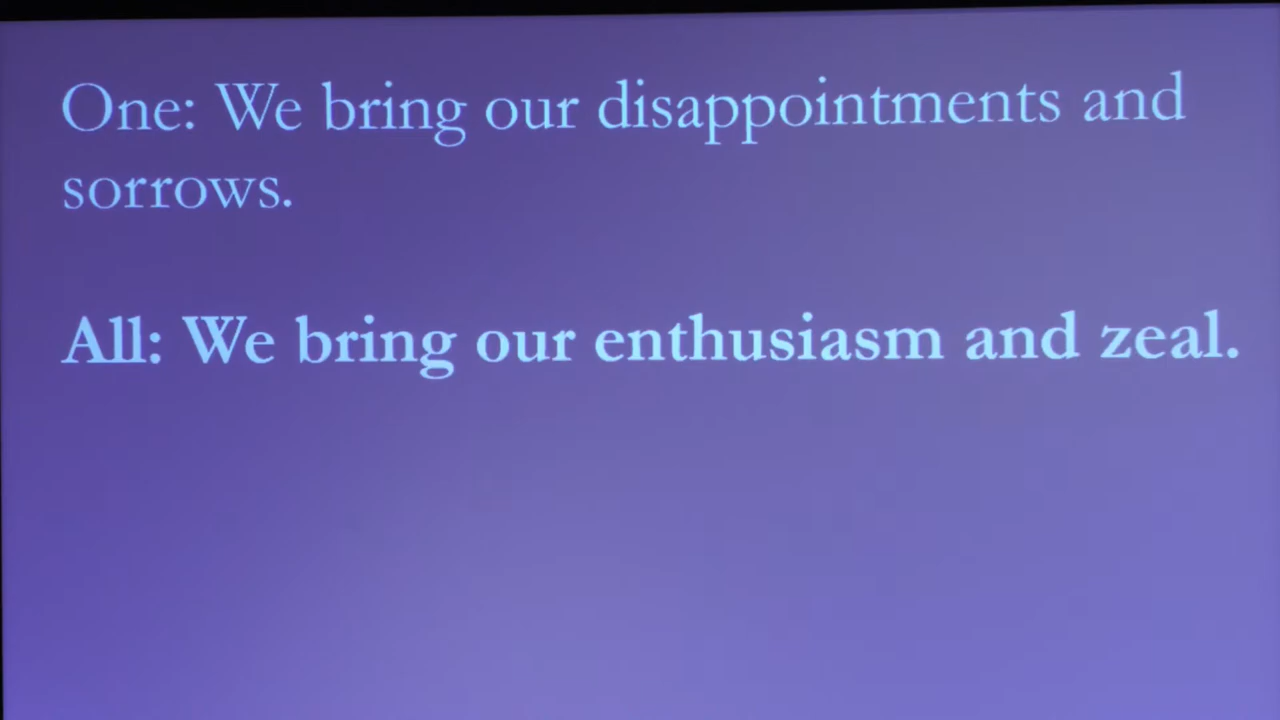 One: We bring our disappointments and
sorrows.
All: We bring our enthusiasm and zeal.